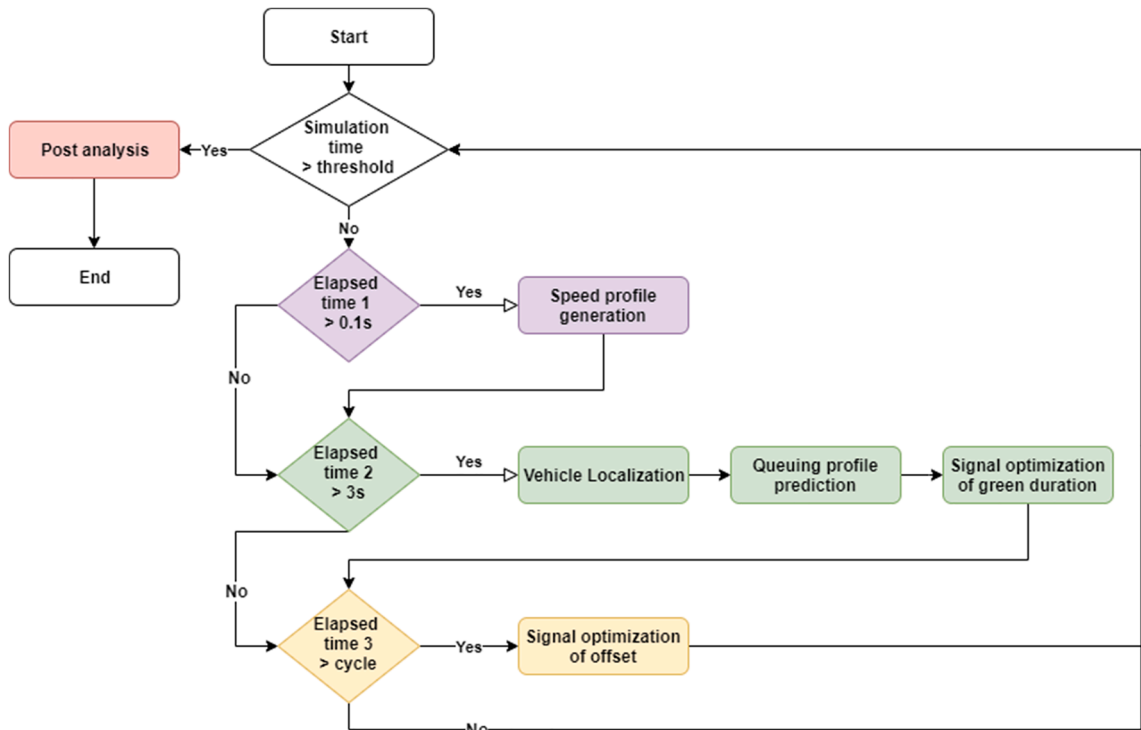 Start
Simulation
time
> threshold
Yes
Post analysis
No
End
Elapsed
time 1
> 0.1s
Yes
Speed profile
generation
No
Elapsed
time 2
> 3s
Yes
Vehicle Localization
Queuing profile
prediction
Signal optimization
of green duration
No
Elapsed
time 3
> cycle
Yes
Signal optimization
of offset
No